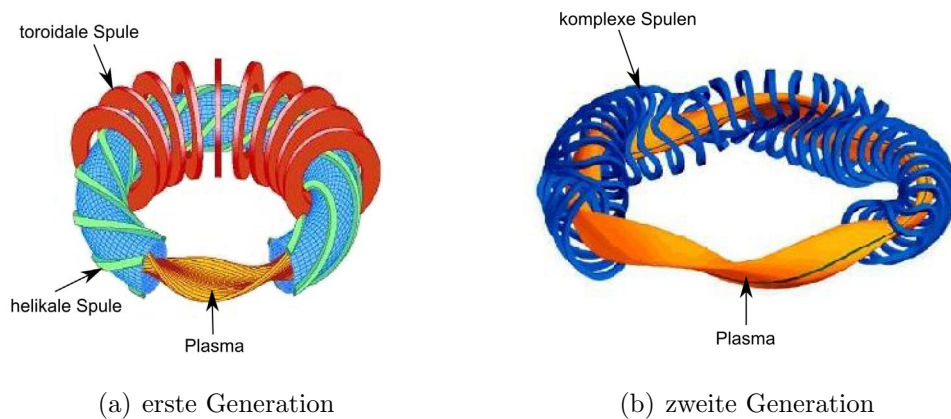 toroidale Spule
helikale Spule
Plasma
(a) erste Generation
komplexe Spulen
Plasma
(b) zweite Generation